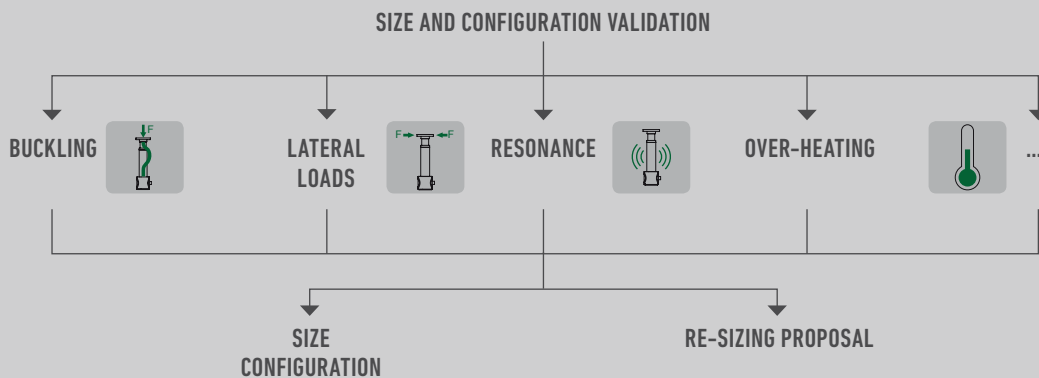 SIZE AND CONFIGURATION VALIDATION
BUCKLING
F
LATERAL
LOADS
F F
RESONANCE
OVER-HEATING
...
SIZE
CONFIGURATION
RE-SIZING PROPOSAL